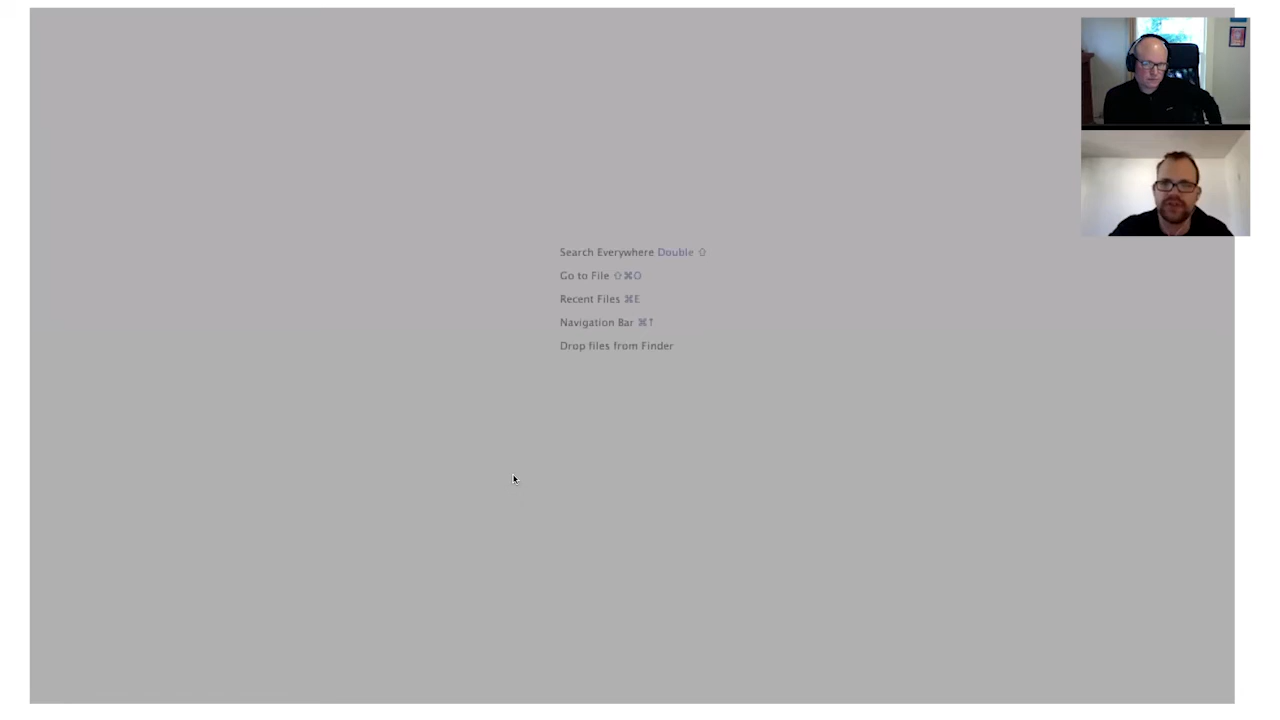 Search Everywhere Double ⇧
Go to File ⇧⌘O
Recent Files ⌘E
Navigation Bar ⌘↑
Drop files from Finder